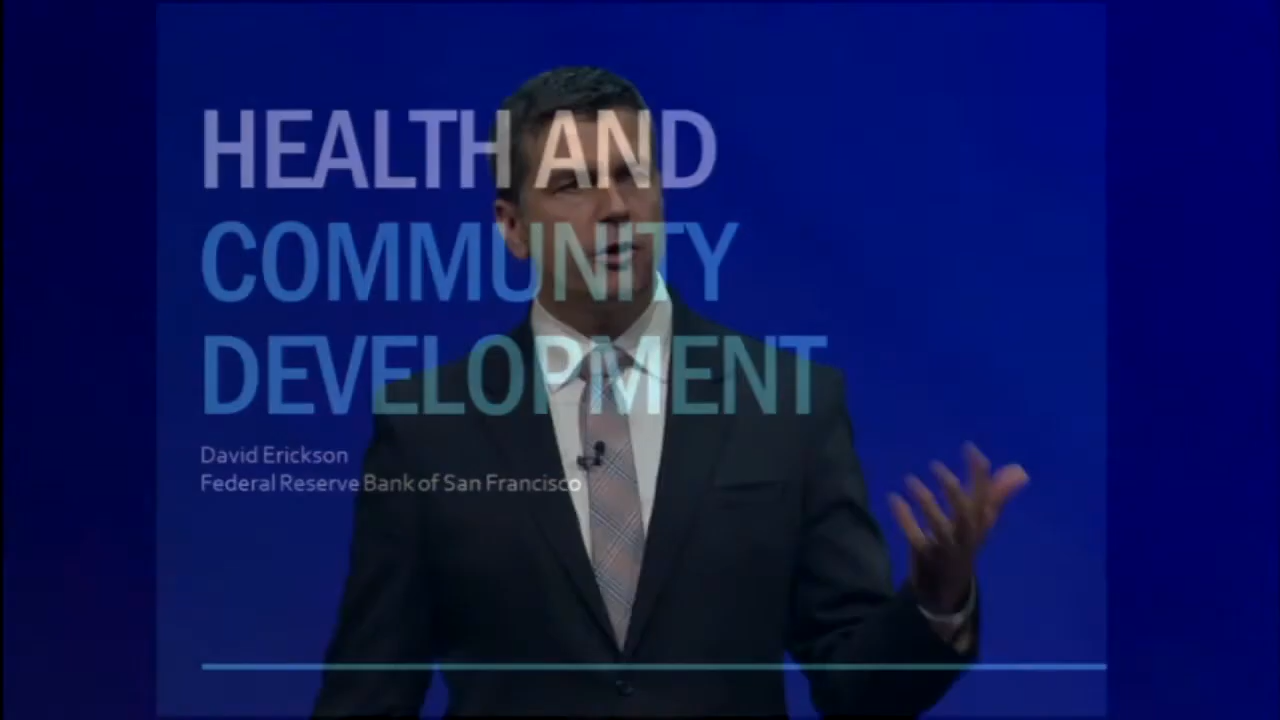 HEALTH AND
COMMUNITY
DEVELOPMENT
David Erickson
Federal Reserve Bank of San Francisco